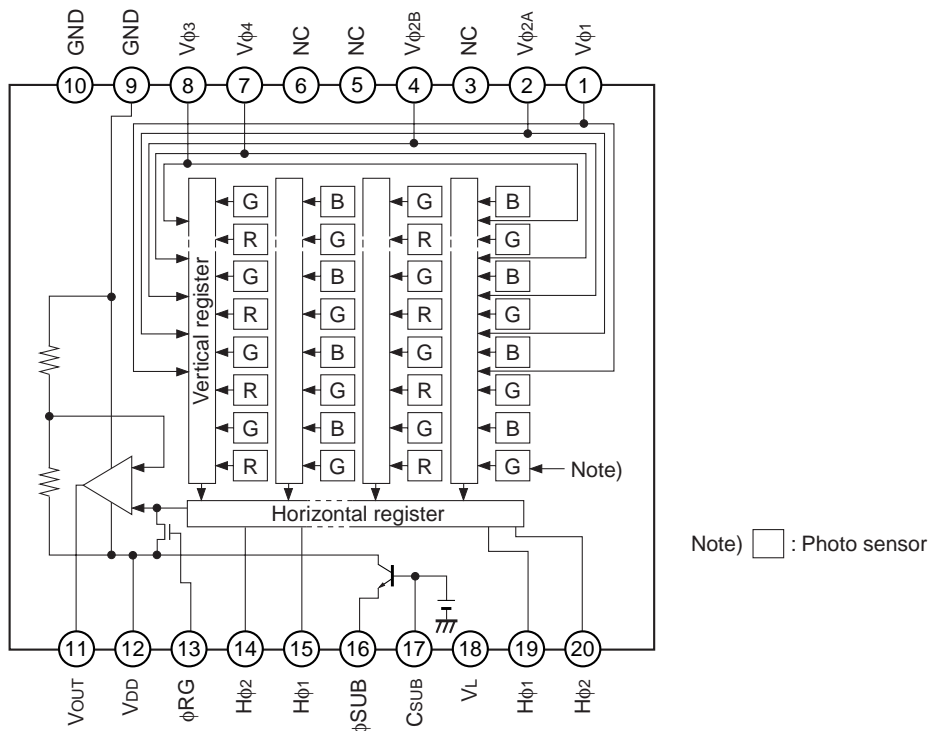 GND GND Vϕ3 Vϕ4 NC NC Vϕ2B NC Vϕ2A Vϕ1
10 9 8 7 6 5 4 3 2 1
Vertical register
G B G B
R G R G
G B G B
R G R G
G B G B
R G R G
G B G B
R G R G
Note)
Horizontal register
Note) : Photo sensor
11 12 13 14 15 16 17 18 19 20
VOUT VDD ϕRG Hϕ2 Hϕ1 ϕSUB CSUB VL Hϕ1 Hϕ2